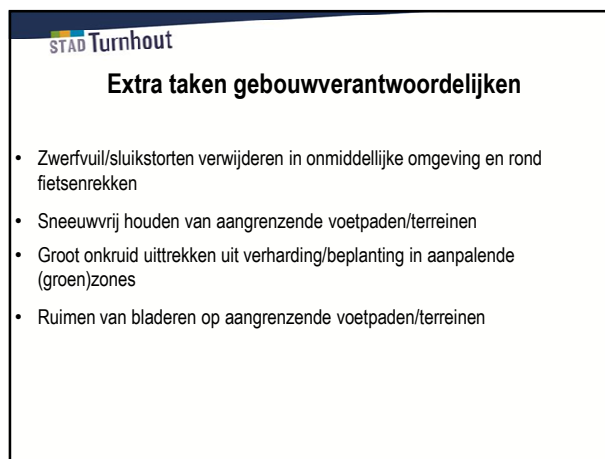 STAD Turnhout
Extra taken gebouwverantwoordelijken
• Zwerfvuil/sluikstorten verwijderen in onmiddellijke omgeving en rond
fietsenrekken
• Sneeuwvrij houden van aangrenzende voetpaden/terreinen
• Groot onkruid uittrekken uit verharding/beplanting in aanpalende
(groen)zones
• Ruimen van bladeren op aangrenzende voetpaden/terreinen